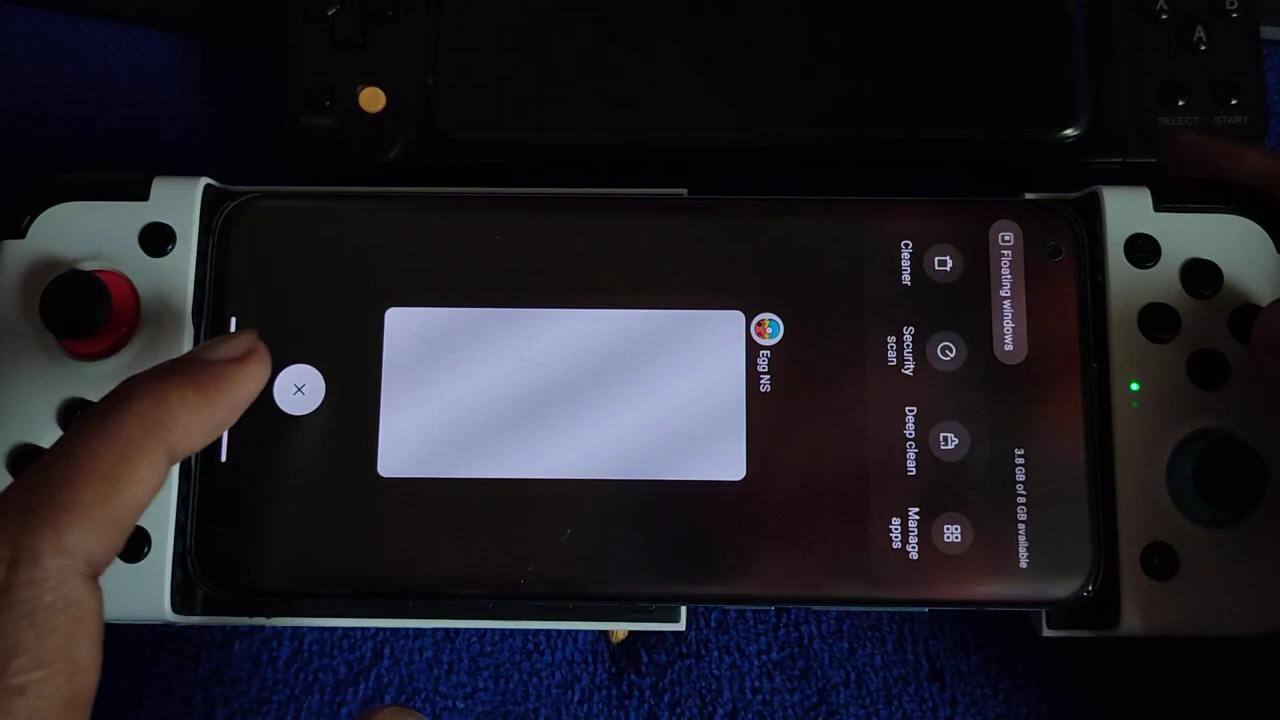 Floating windows
3.8 GB of 8 GB available
Cleaner
Security
scan
Deep clean
Manage
apps
Egg NS
X
B
A
SELECT
START